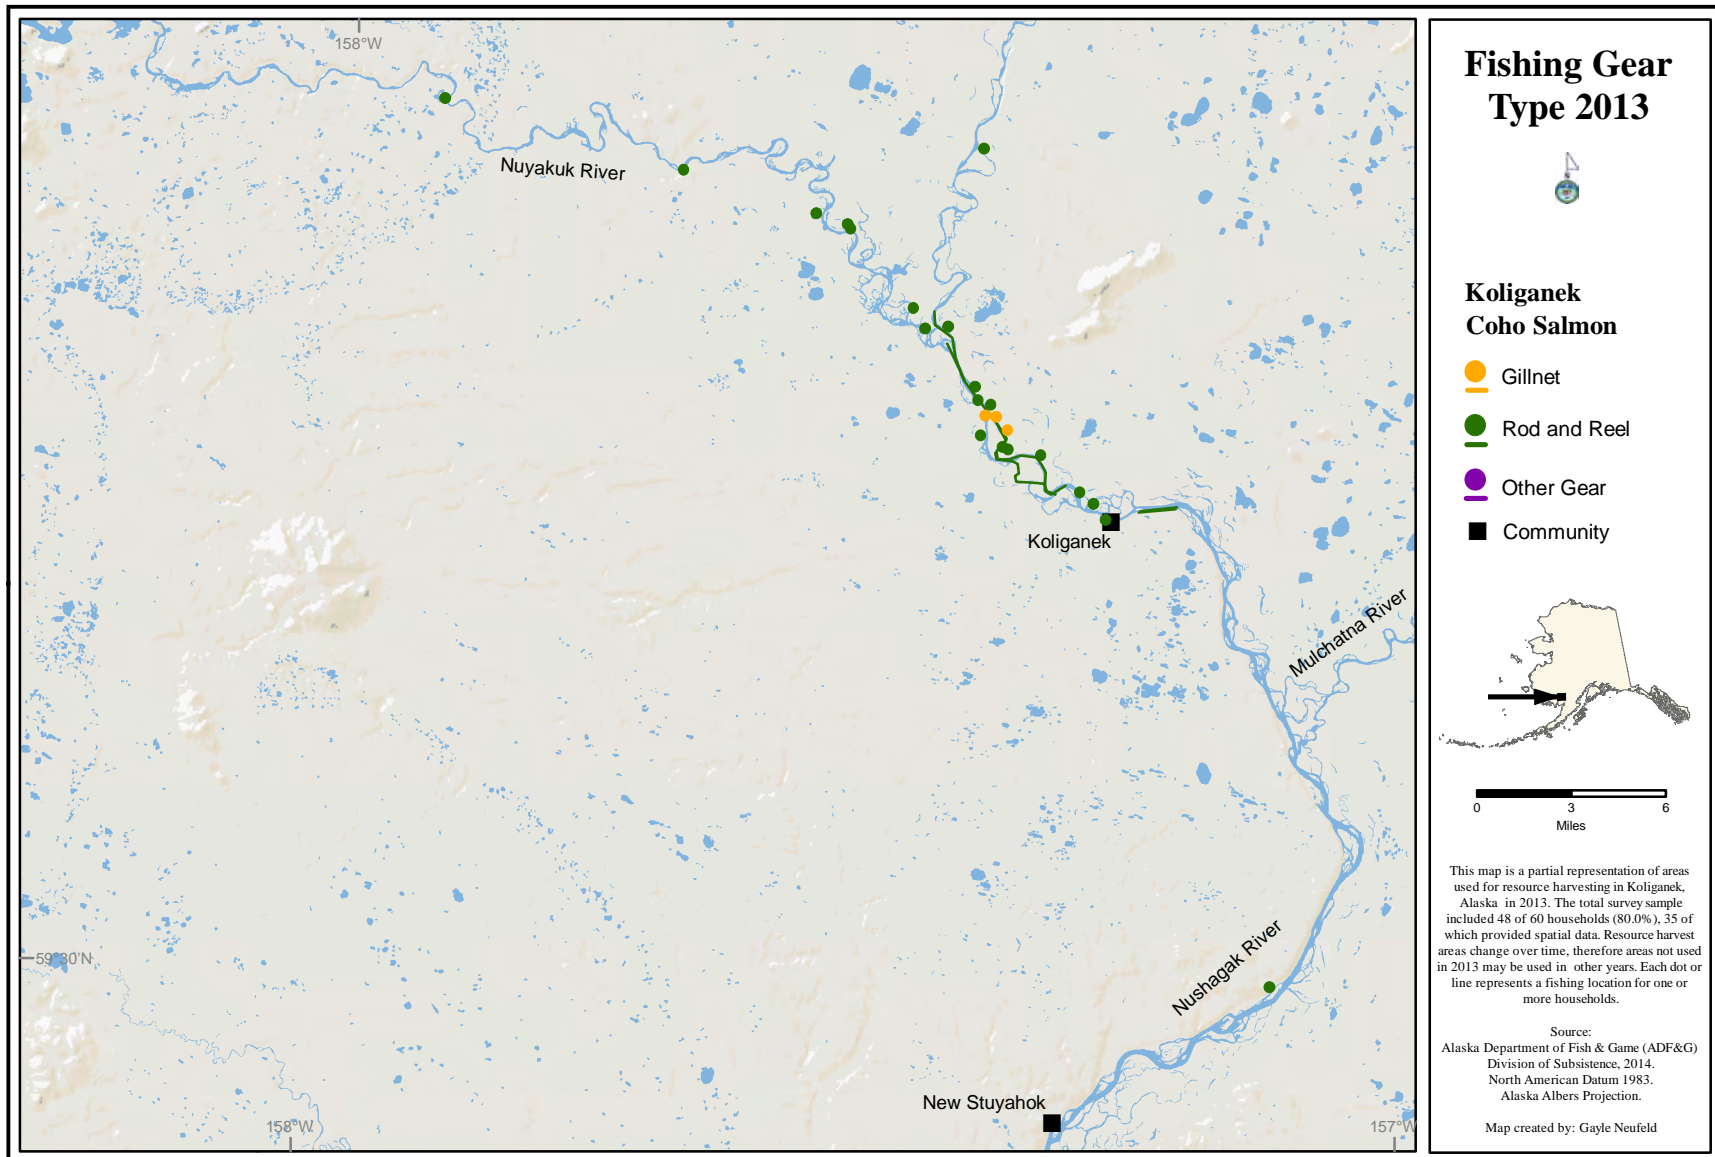 158°W
Nuyakuk River
Koliganek
Mulchatna River
59°30'N
Nushagak River
New Stuyahok
158°W
157°W
Fishing Gear
Type 2013
Koliganek
Coho Salmon
Gillnet
Rod and Reel
Other Gear
Community
0 3 6
Miles
This map is a partial representation of areas
used for resource harvesting in Koliganek,
Alaska in 2013. The total survey sample
included 48 of 60 households (80.0%), 35 of
which provided spatial data. Resource harvest
areas change over time, therefore areas not used
in 2013 may be used in other years. Each dot or
line represents a fishing location for one or
more households.
Source:
Alaska Department of Fish & Game (ADF&G)
Division of Subsistence, 2014.
North American Datum 1983.
Alaska Albers Projection.
Map created by: Gayle Neufeld